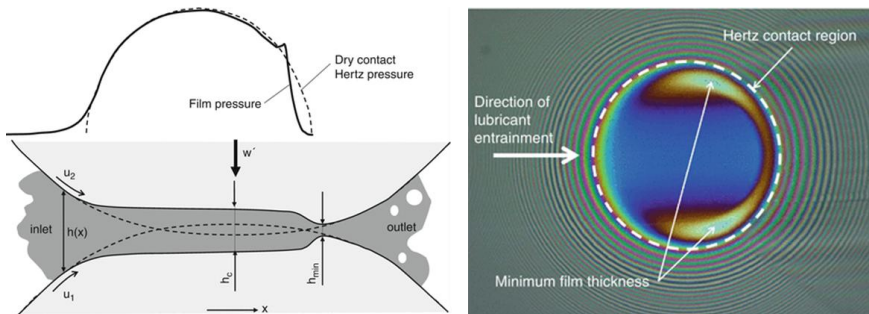 Dry contact
Hertz pressure
Film pressure
w´
u₂
inlet
h(x)
outlet
u₁
h꜀
hₘᵢₙ
x
Hertz contact region
Direction of
lubricant
entrainment
Minimum film thickness